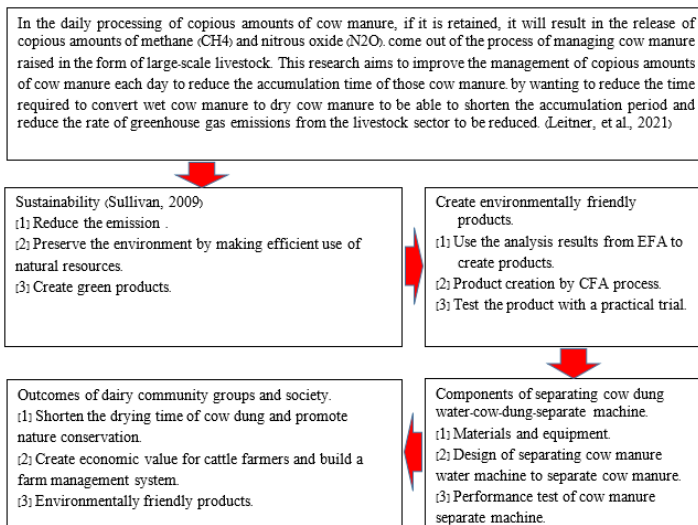 In the daily processing of copious amounts of cow manure, if it is retained, it will result in the release of
copious amounts of methane (CH4) and nitrous oxide (N2O). come out of the process of managing cow manure
raised in the form of large-scale livestock. This research aims to improve the management of copious amounts
of cow manure each day to reduce the accumulation time of those cow manure. by wanting to reduce the time
required to convert wet cow manure to dry cow manure to be able to shorten the accumulation period and
reduce the rate of greenhouse gas emissions from the livestock sector to be reduced. (Leitner, et al., 2021)
Sustainability (Sullivan, 2009)
[1] Reduce the emission .
[2] Preserve the environment by making efficient use of
natural resources.
[3] Create green products.
Create environmentally friendly
products.
[1] Use the analysis results from EFA to
create products.
[2] Product creation by CFA process.
[3] Test the product with a practical trial.
Components of separating cow dung
water-cow-dung-separate machine.
[1] Materials and equipment.
[2] Design of separating cow manure
water machine to separate cow manure.
[3] Performance test of cow manure
separate machine.
Outcomes of dairy community groups and society.
[1] Shorten the drying time of cow dung and promote
nature conservation.
[2] Create economic value for cattle farmers and build a
farm management system.
[3] Environmentally friendly products.